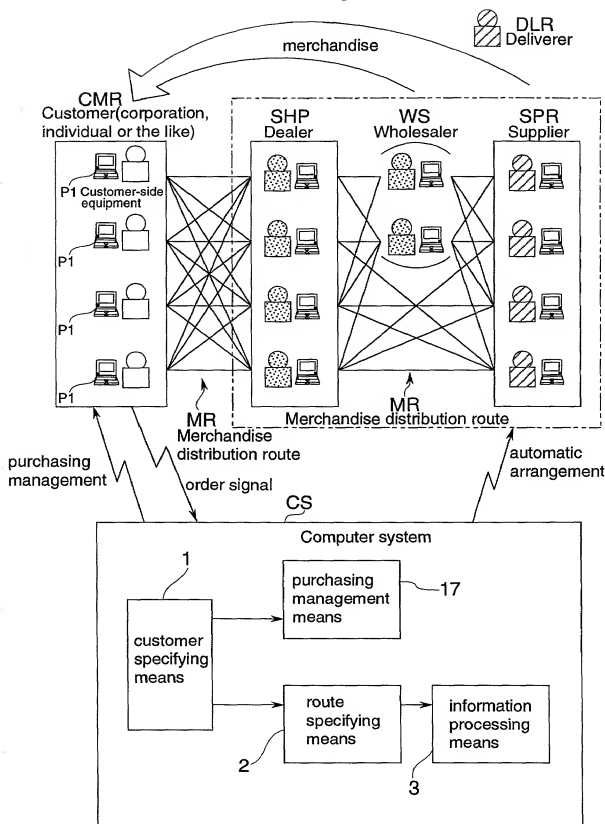 DLR
Deliverer
merchandise
CMR
Customer(corporation,
individual or the like)
SHP
Dealer
WS
Wholesaler
SPR
Supplier
P1 Customer-side
equipment
P1
P1
P1
MR
Merchandise
distribution route
MR
Merchandise distribution route
purchasing
management
order signal
automatic
arrangement
CS
Computer system
1
customer
specifying
means
purchasing
management
means
17
route
specifying
means
2
information
processing
means
3